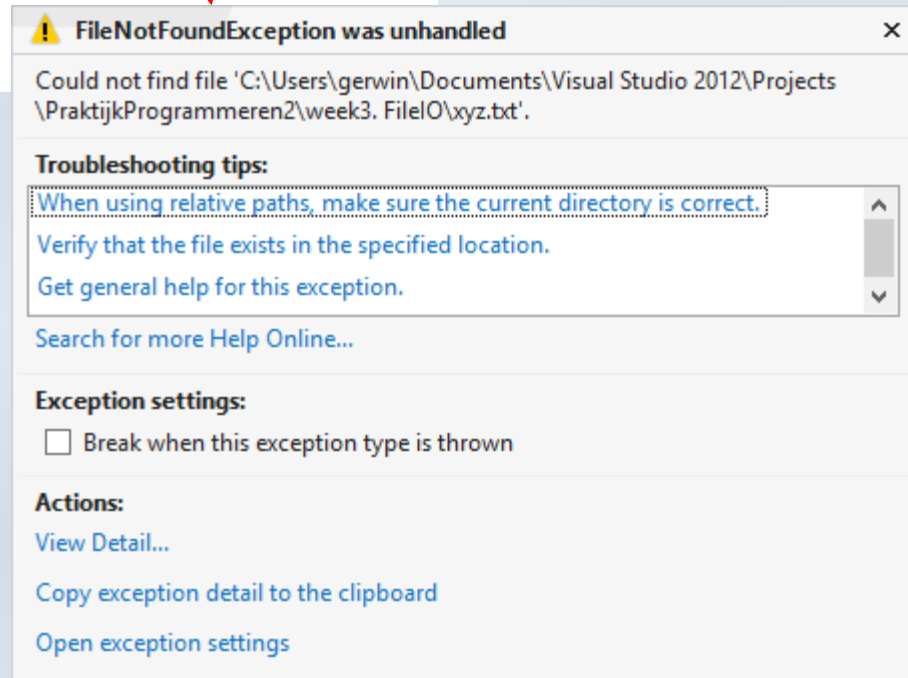 FileNotFoundException was unhandled
Could not find file 'C:\Users\gerwin\Documents\Visual Studio 2012\Projects
\PraktijkProgrammeren2\week3. FileIO\xyz.txt'.
Troubleshooting tips:
When using relative paths, make sure the current directory is correct.
Verify that the file exists in the specified location.
Get general help for this exception.
Search for more Help Online...
Exception settings:
Break when this exception type is thrown
Actions:
View Detail...
Copy exception detail to the clipboard
Open exception settings